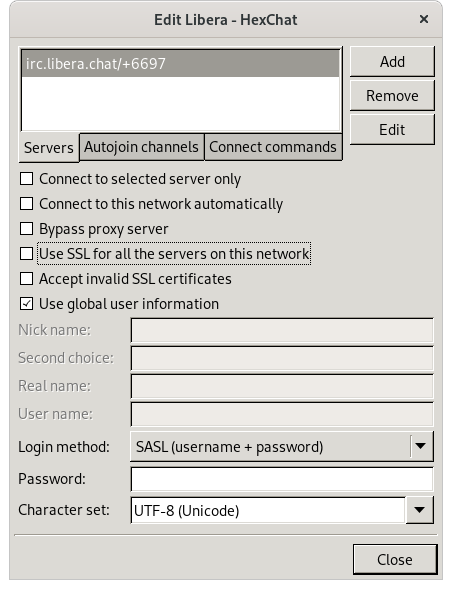 Edit Libera - HexChat
×
irc.libera.chat/+6697
Add
Remove
Edit
Servers Autojoin channels Connect commands
Connect to selected server only
Connect to this network automatically
Bypass proxy server
Use SSL for all the servers on this network
Accept invalid SSL certificates
Use global user information
Nick name:
Second choice:
Real name:
User name:
Login method: SASL (username + password)
Password:
Character set: UTF-8 (Unicode)
Close